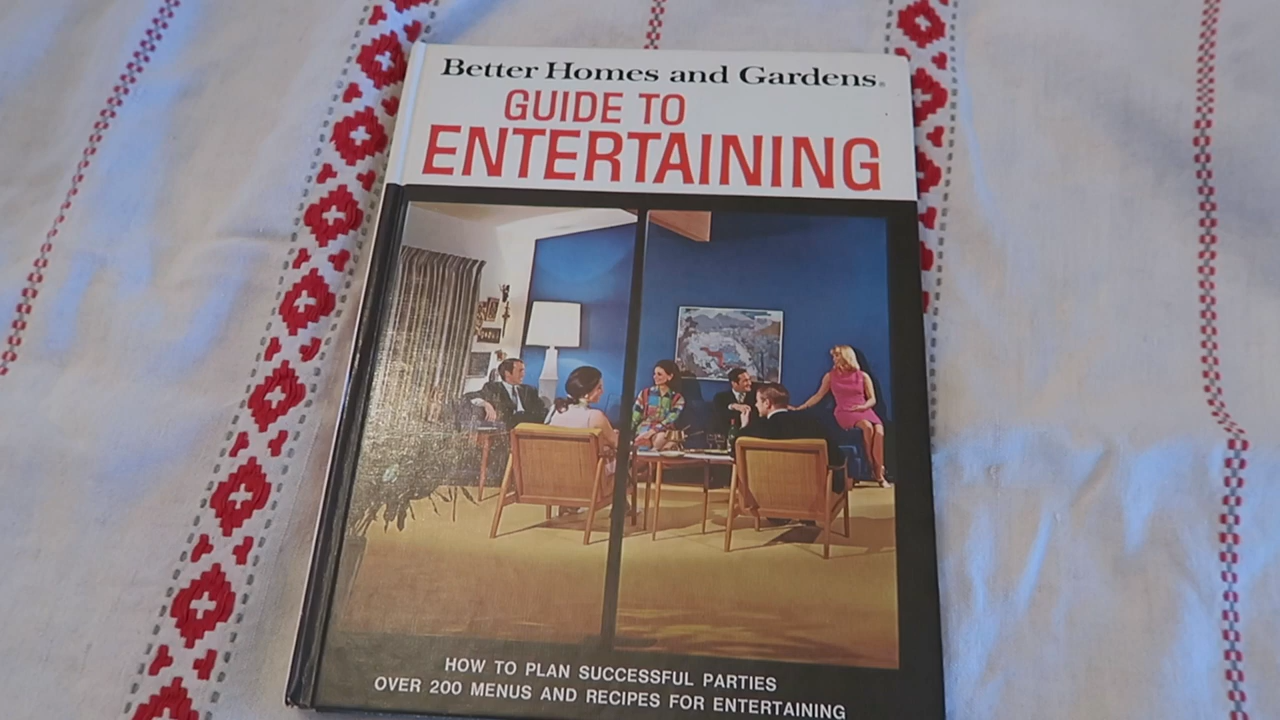 Better Homes and Gardens®
GUIDE TO
ENTERTAINING
HOW TO PLAN SUCCESSFUL PARTIES
OVER 200 MENUS AND RECIPES FOR ENTERTAINING